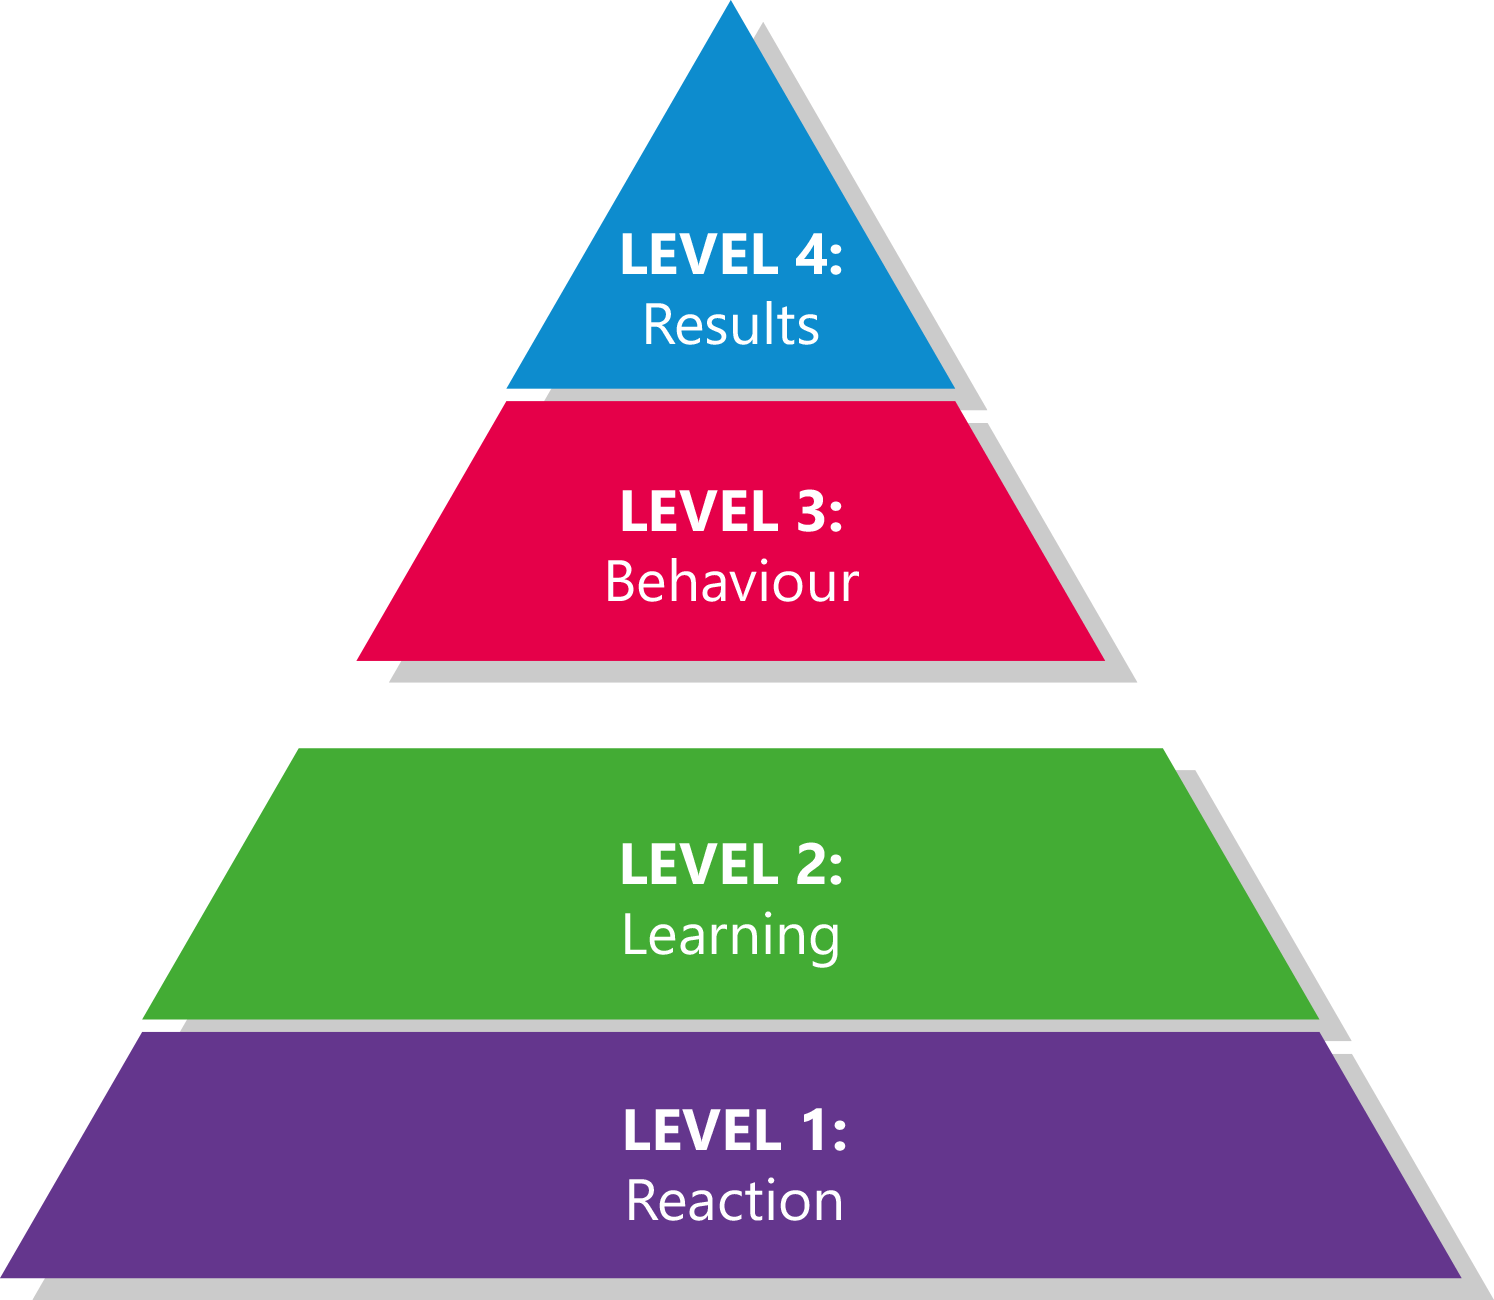 LEVEL 4:
Results
LEVEL 3:
Behaviour
LEVEL 2:
Learning
LEVEL 1:
Reaction